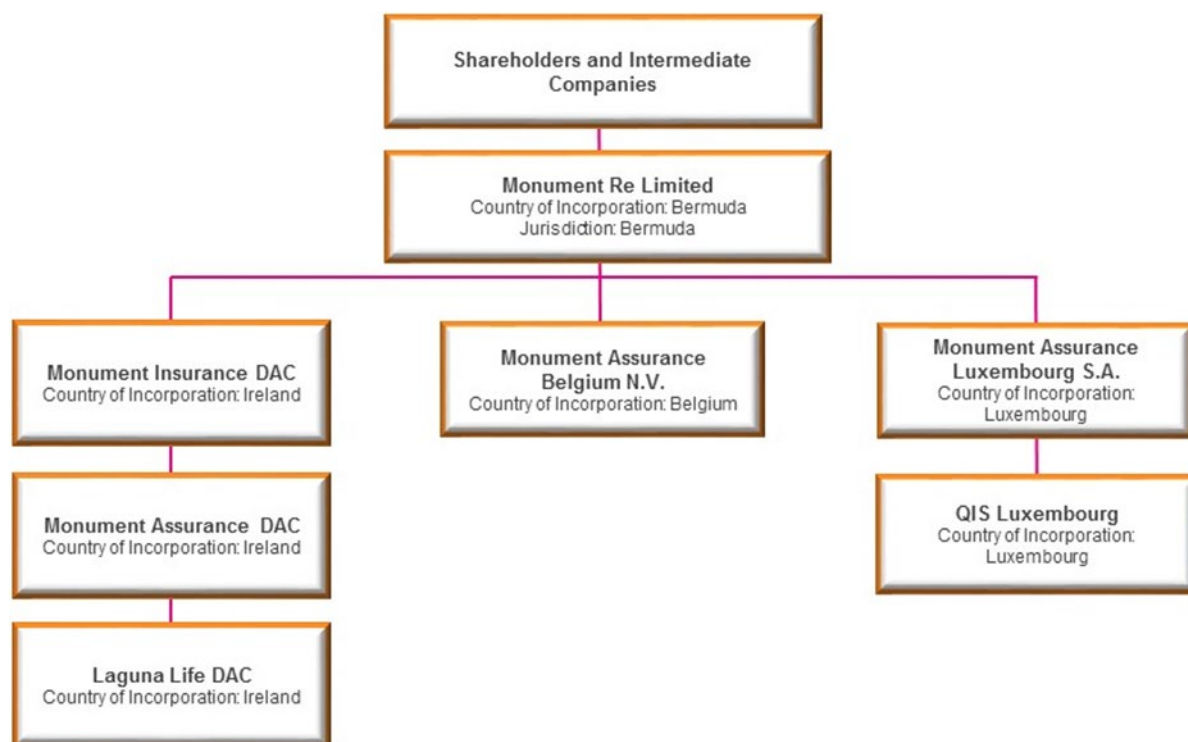 Shareholders and Intermediate
Companies
Monument Re Limited
Country of Incorporation: Bermuda
Jurisdiction: Bermuda
Monument Insurance DAC
Country of Incorporation: Ireland
Monument Assurance
Belgium N.V.
Country of Incorporation: Belgium
Monument Assurance
Luxembourg S.A.
Country of Incorporation:
Luxembourg
Monument Assurance DAC
Country of Incorporation: Ireland
QIS Luxembourg
Country of Incorporation:
Luxembourg
Laguna Life DAC
Country of Incorporation: Ireland